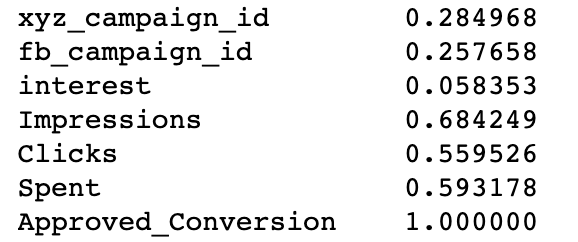 xyz_campaign_id 0.284968
fb_campaign_id 0.257658
interest 0.058353
Impressions 0.684249
Clicks 0.559526
Spent 0.593178
Approved_Conversion 1.000000